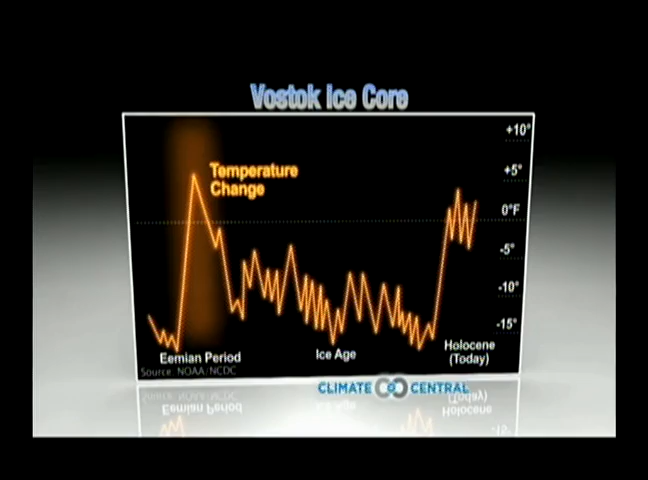 Vostok Ice Core
+10°
Temperature
Change
+5°
0°F
-5°
-10°
-15°
Eemian Period
Ice Age
Holocene
(Today)
Source: NOAA/NCDC
CLIMATE CENTRAL